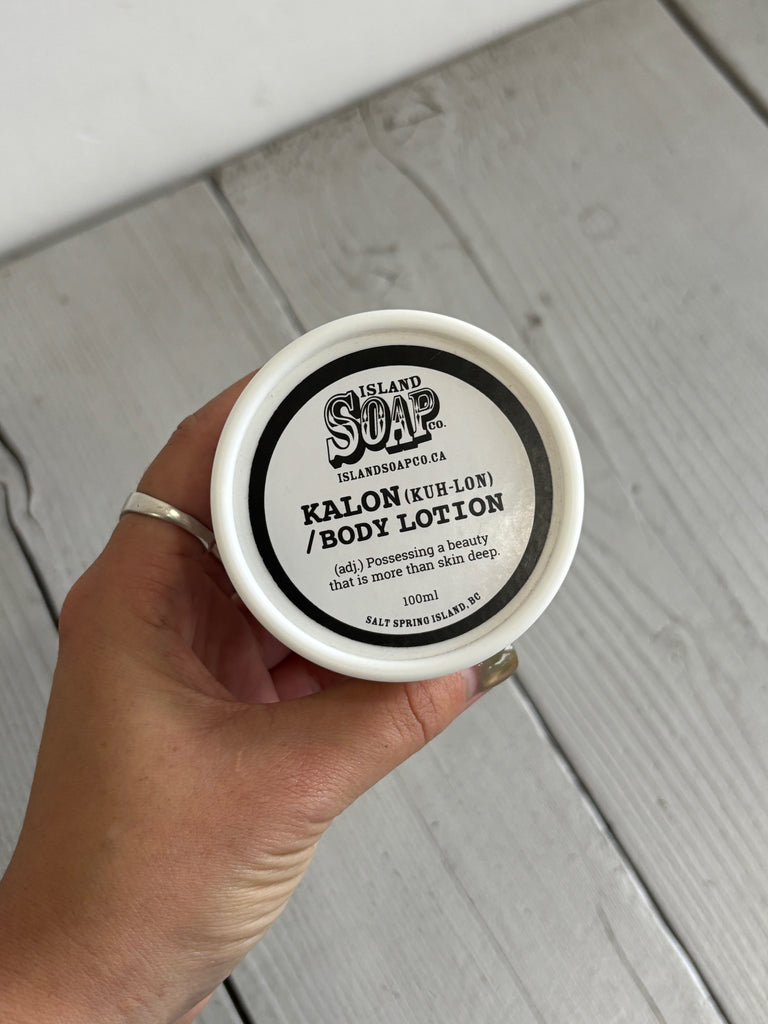 ISLAND
SOAP
CO.
ISLANDSOAPCO.CA
KALON (KUH-LON)
/BODY LOTION
(adj.) Possessing a beauty
that is more than skin deep.
100ml
SALT SPRING ISLAND, BC